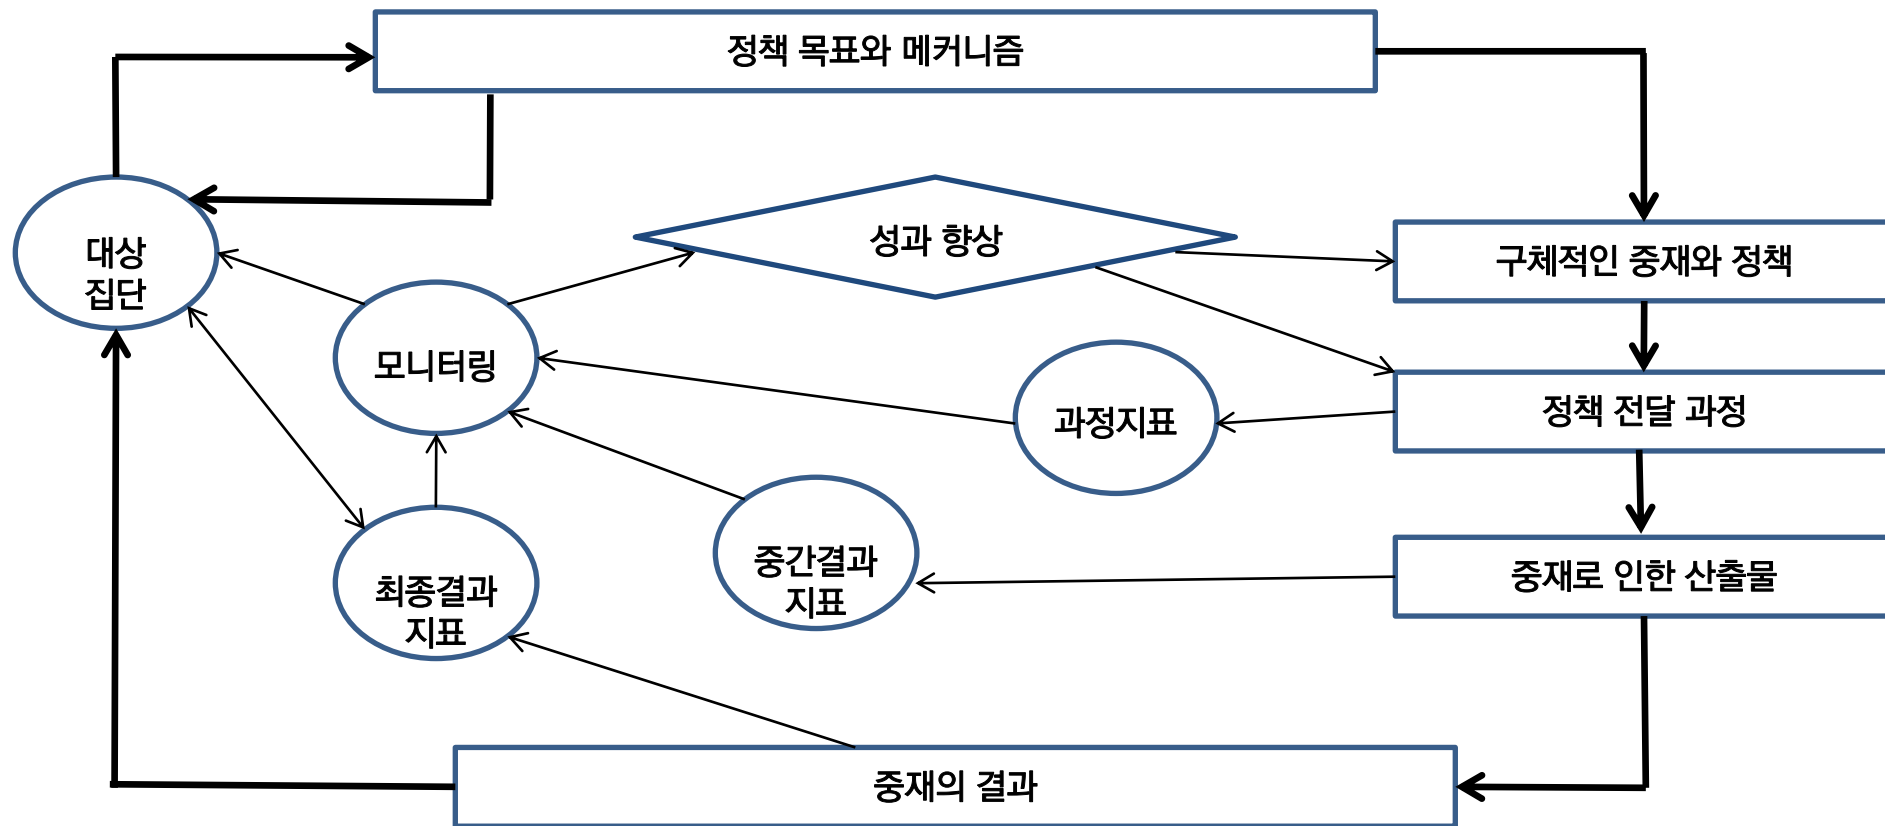 정책 목표와 메커니즘
대상
집단
성과 향상
구체적인 중재와 정책
모니터링
과정지표
정책 전달 과정
중간결과
지표
최종결과
지표
중재로 인한 산출물
중재의 결과